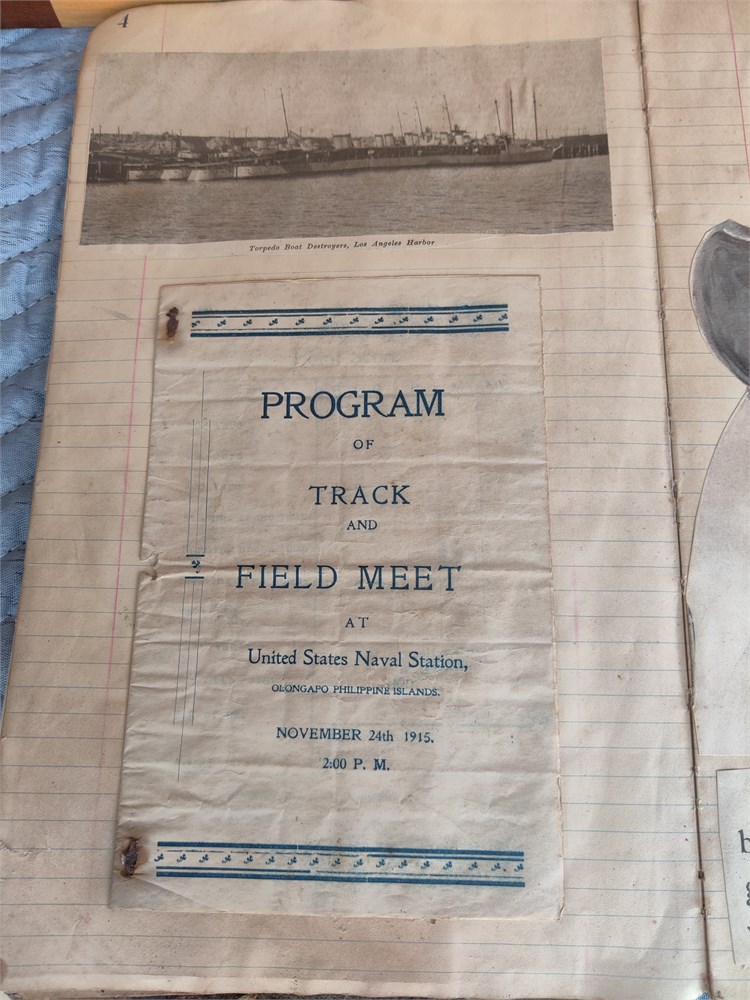 4
Torpedo Boat Destroyers, Los Angeles Harbor
PROGRAM
OF
TRACK
AND
FIELD MEET
AT
United States Naval Station,
OLONGAPO PHILIPPINE ISLANDS.
NOVEMBER 24th 1915.
2:00 P. M.
b
g